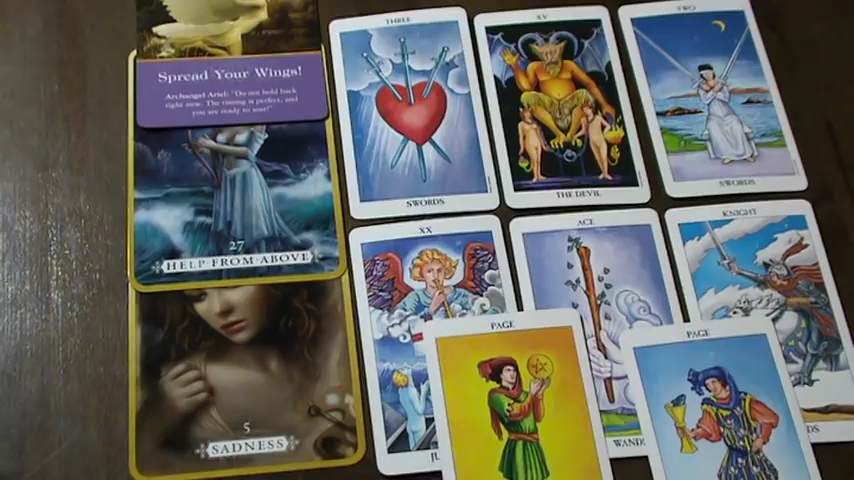 Spread Your Wings!
Archangel Ariel: "Do not hold back
right now. The timing is perfect, and
you are ready to soar!"
27
HELP FROM ABOVE
5
SADNESS
THREE
SWORDS
XV
THE DEVIL
TWO
SWORDS
XX
ACE
KNIGHT
PAGE
PAGE